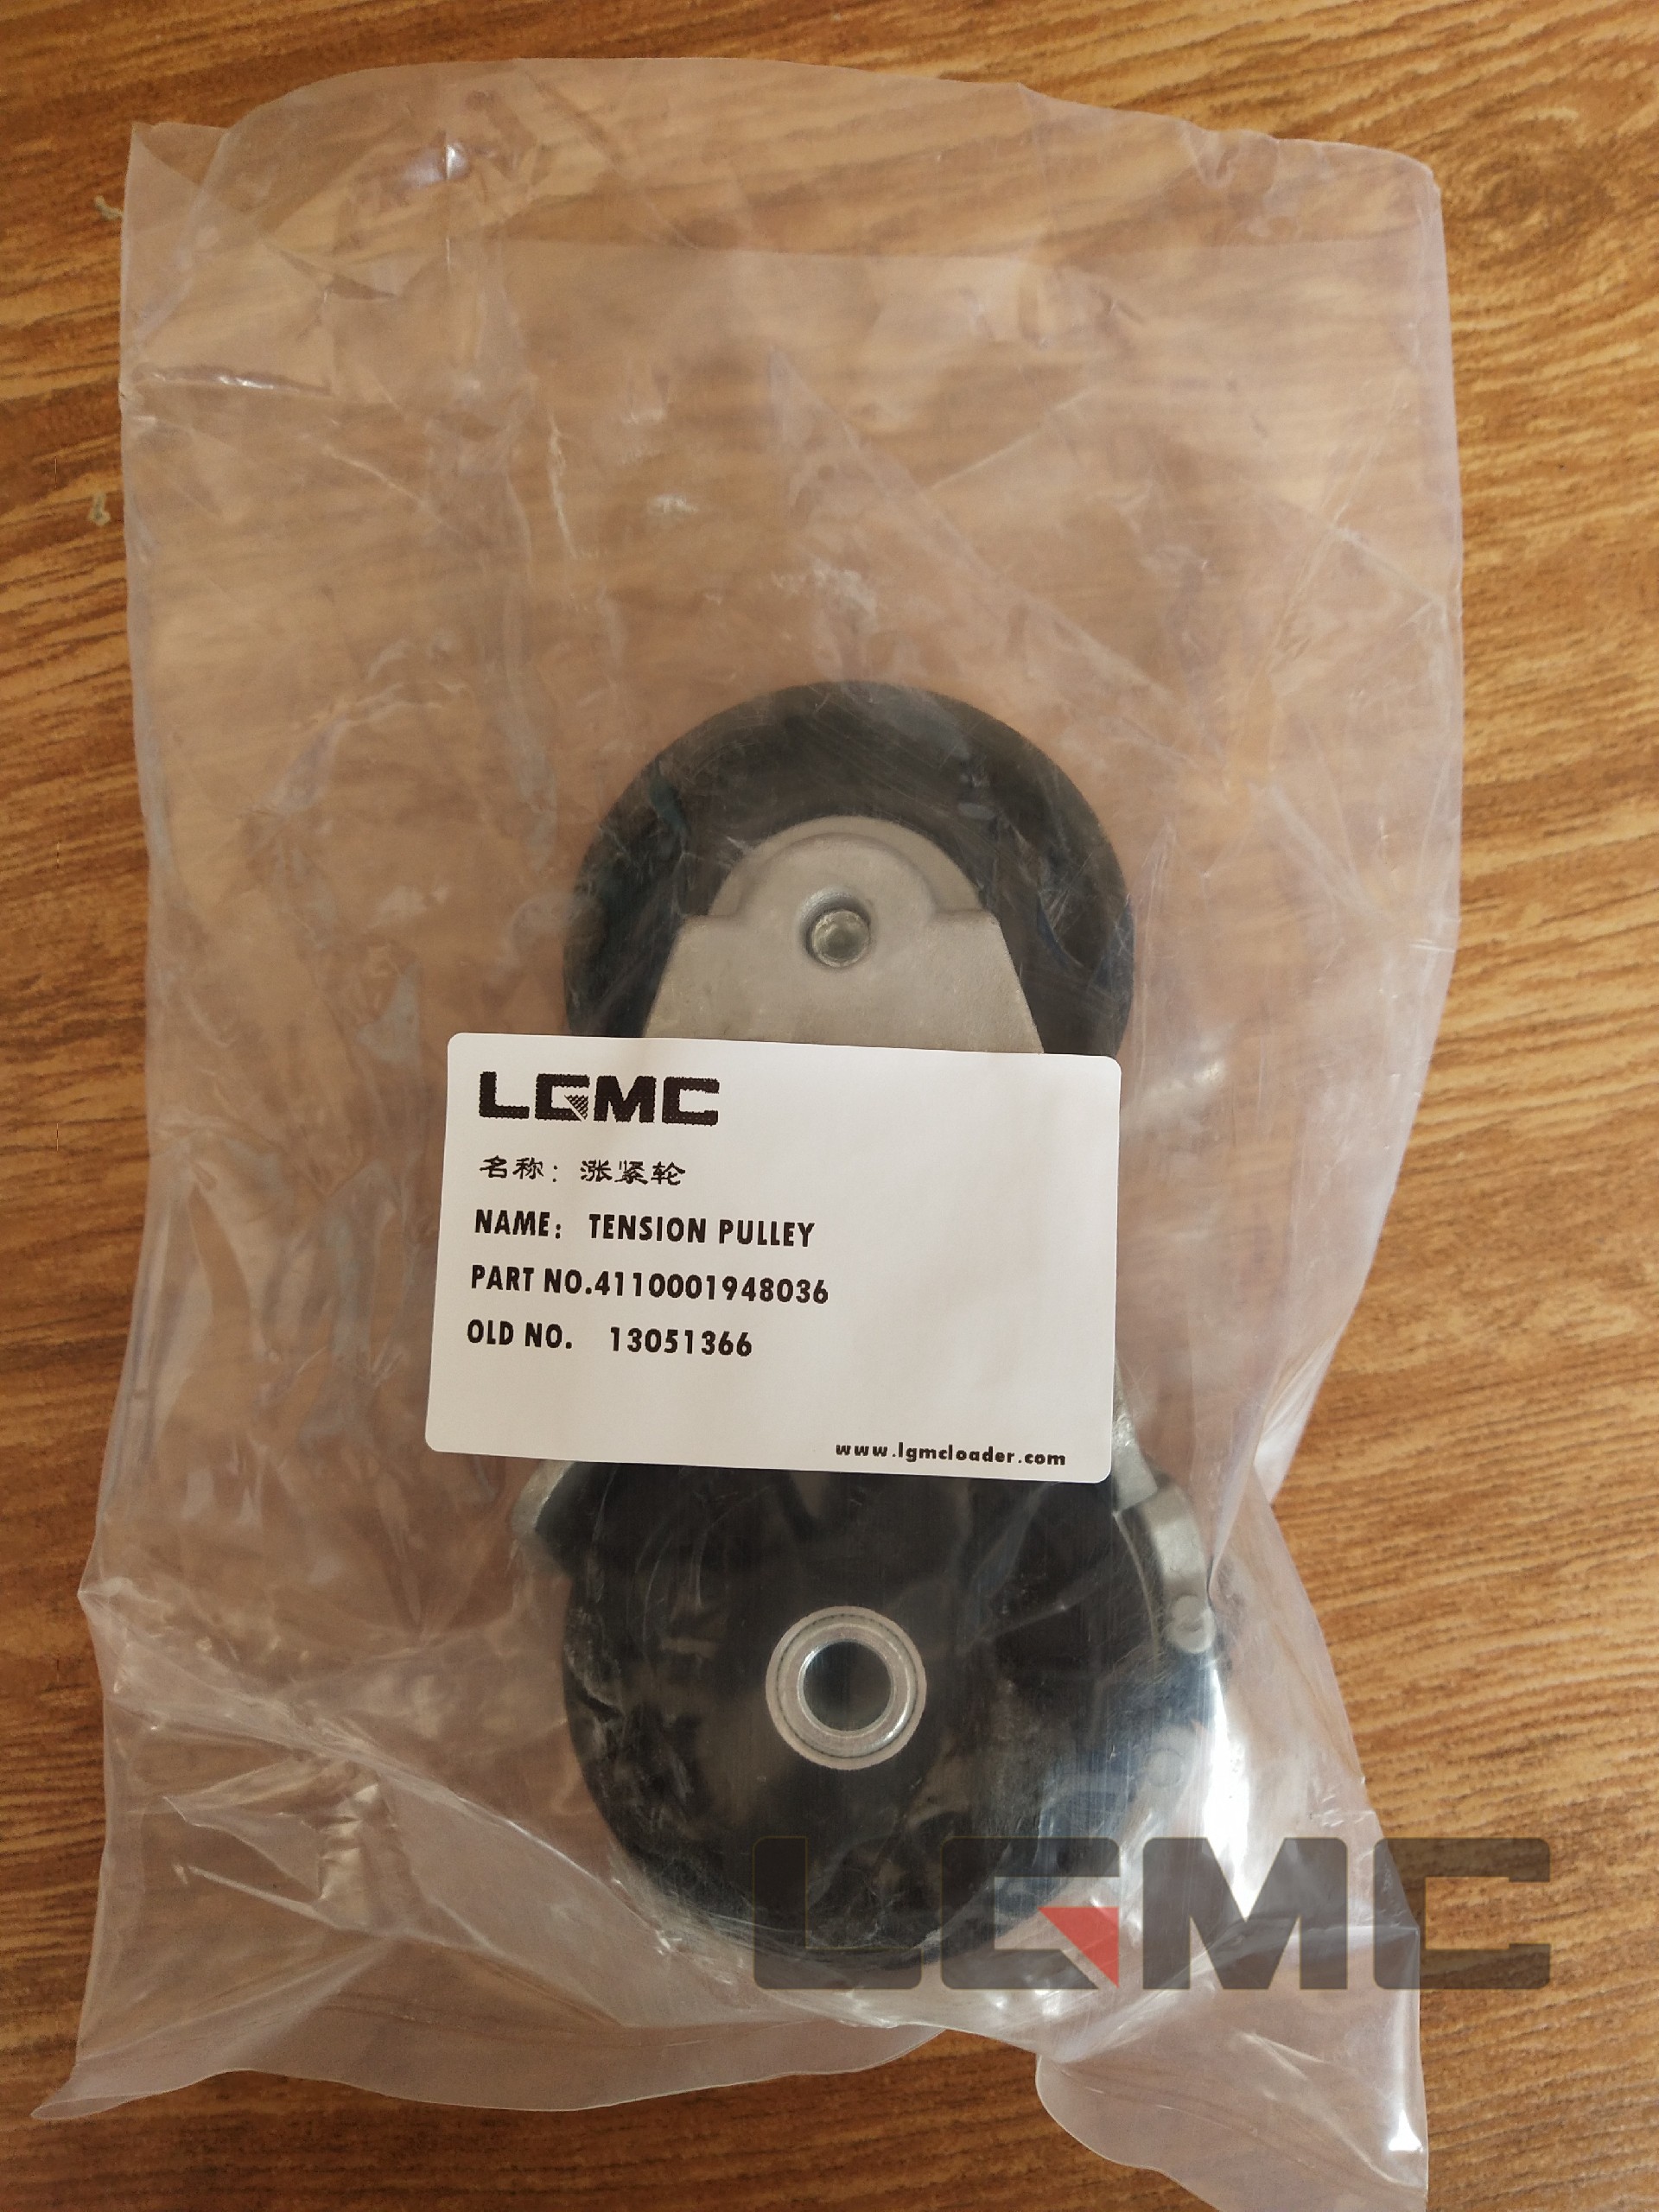 LGMC
名称：涨紧轮
NAME: TENSION PULLEY
PART NO.4110001948036
OLD NO. 13051366
www.lgmcloader.com
LGMC